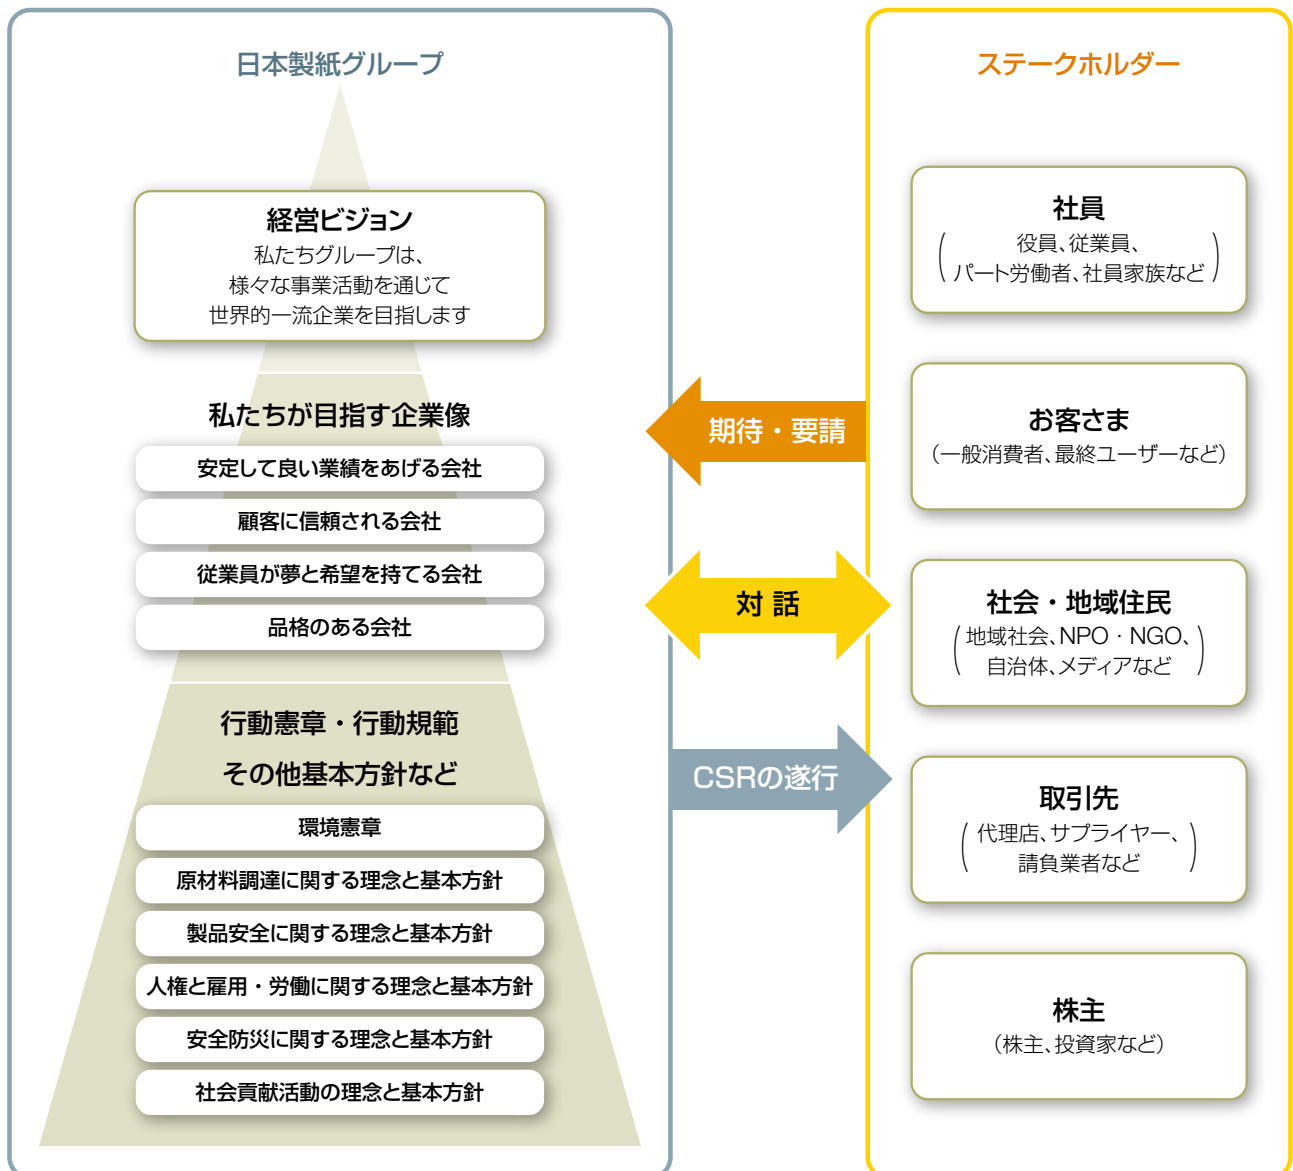 日本製紙グループ
経営ビジョン
私たちグループは、
様々な事業活動を通じて
世界的一流企業を目指します
私たちが目指す企業像
安定して良い業績をあげる会社
顧客に信頼される会社
従業員が夢と希望を持てる会社
品格のある会社
行動憲章・行動規範
その他基本方針など
環境憲章
原材料調達に関する理念と基本方針
製品安全に関する理念と基本方針
人権と雇用・労働に関する理念と基本方針
安全防災に関する理念と基本方針
社会貢献活動の理念と基本方針
期待・要請
対 話
CSRの遂行
ステークホルダー
社員
(役員、従業員、
パート労働者、社員家族など)
お客さま
(一般消費者、最終ユーザーなど)
社会・地域住民
(地域社会、NPO・NGO、
自治体、メディアなど)
取引先
(代理店、サプライヤー、
請負業者など)
株主
(株主、投資家など)